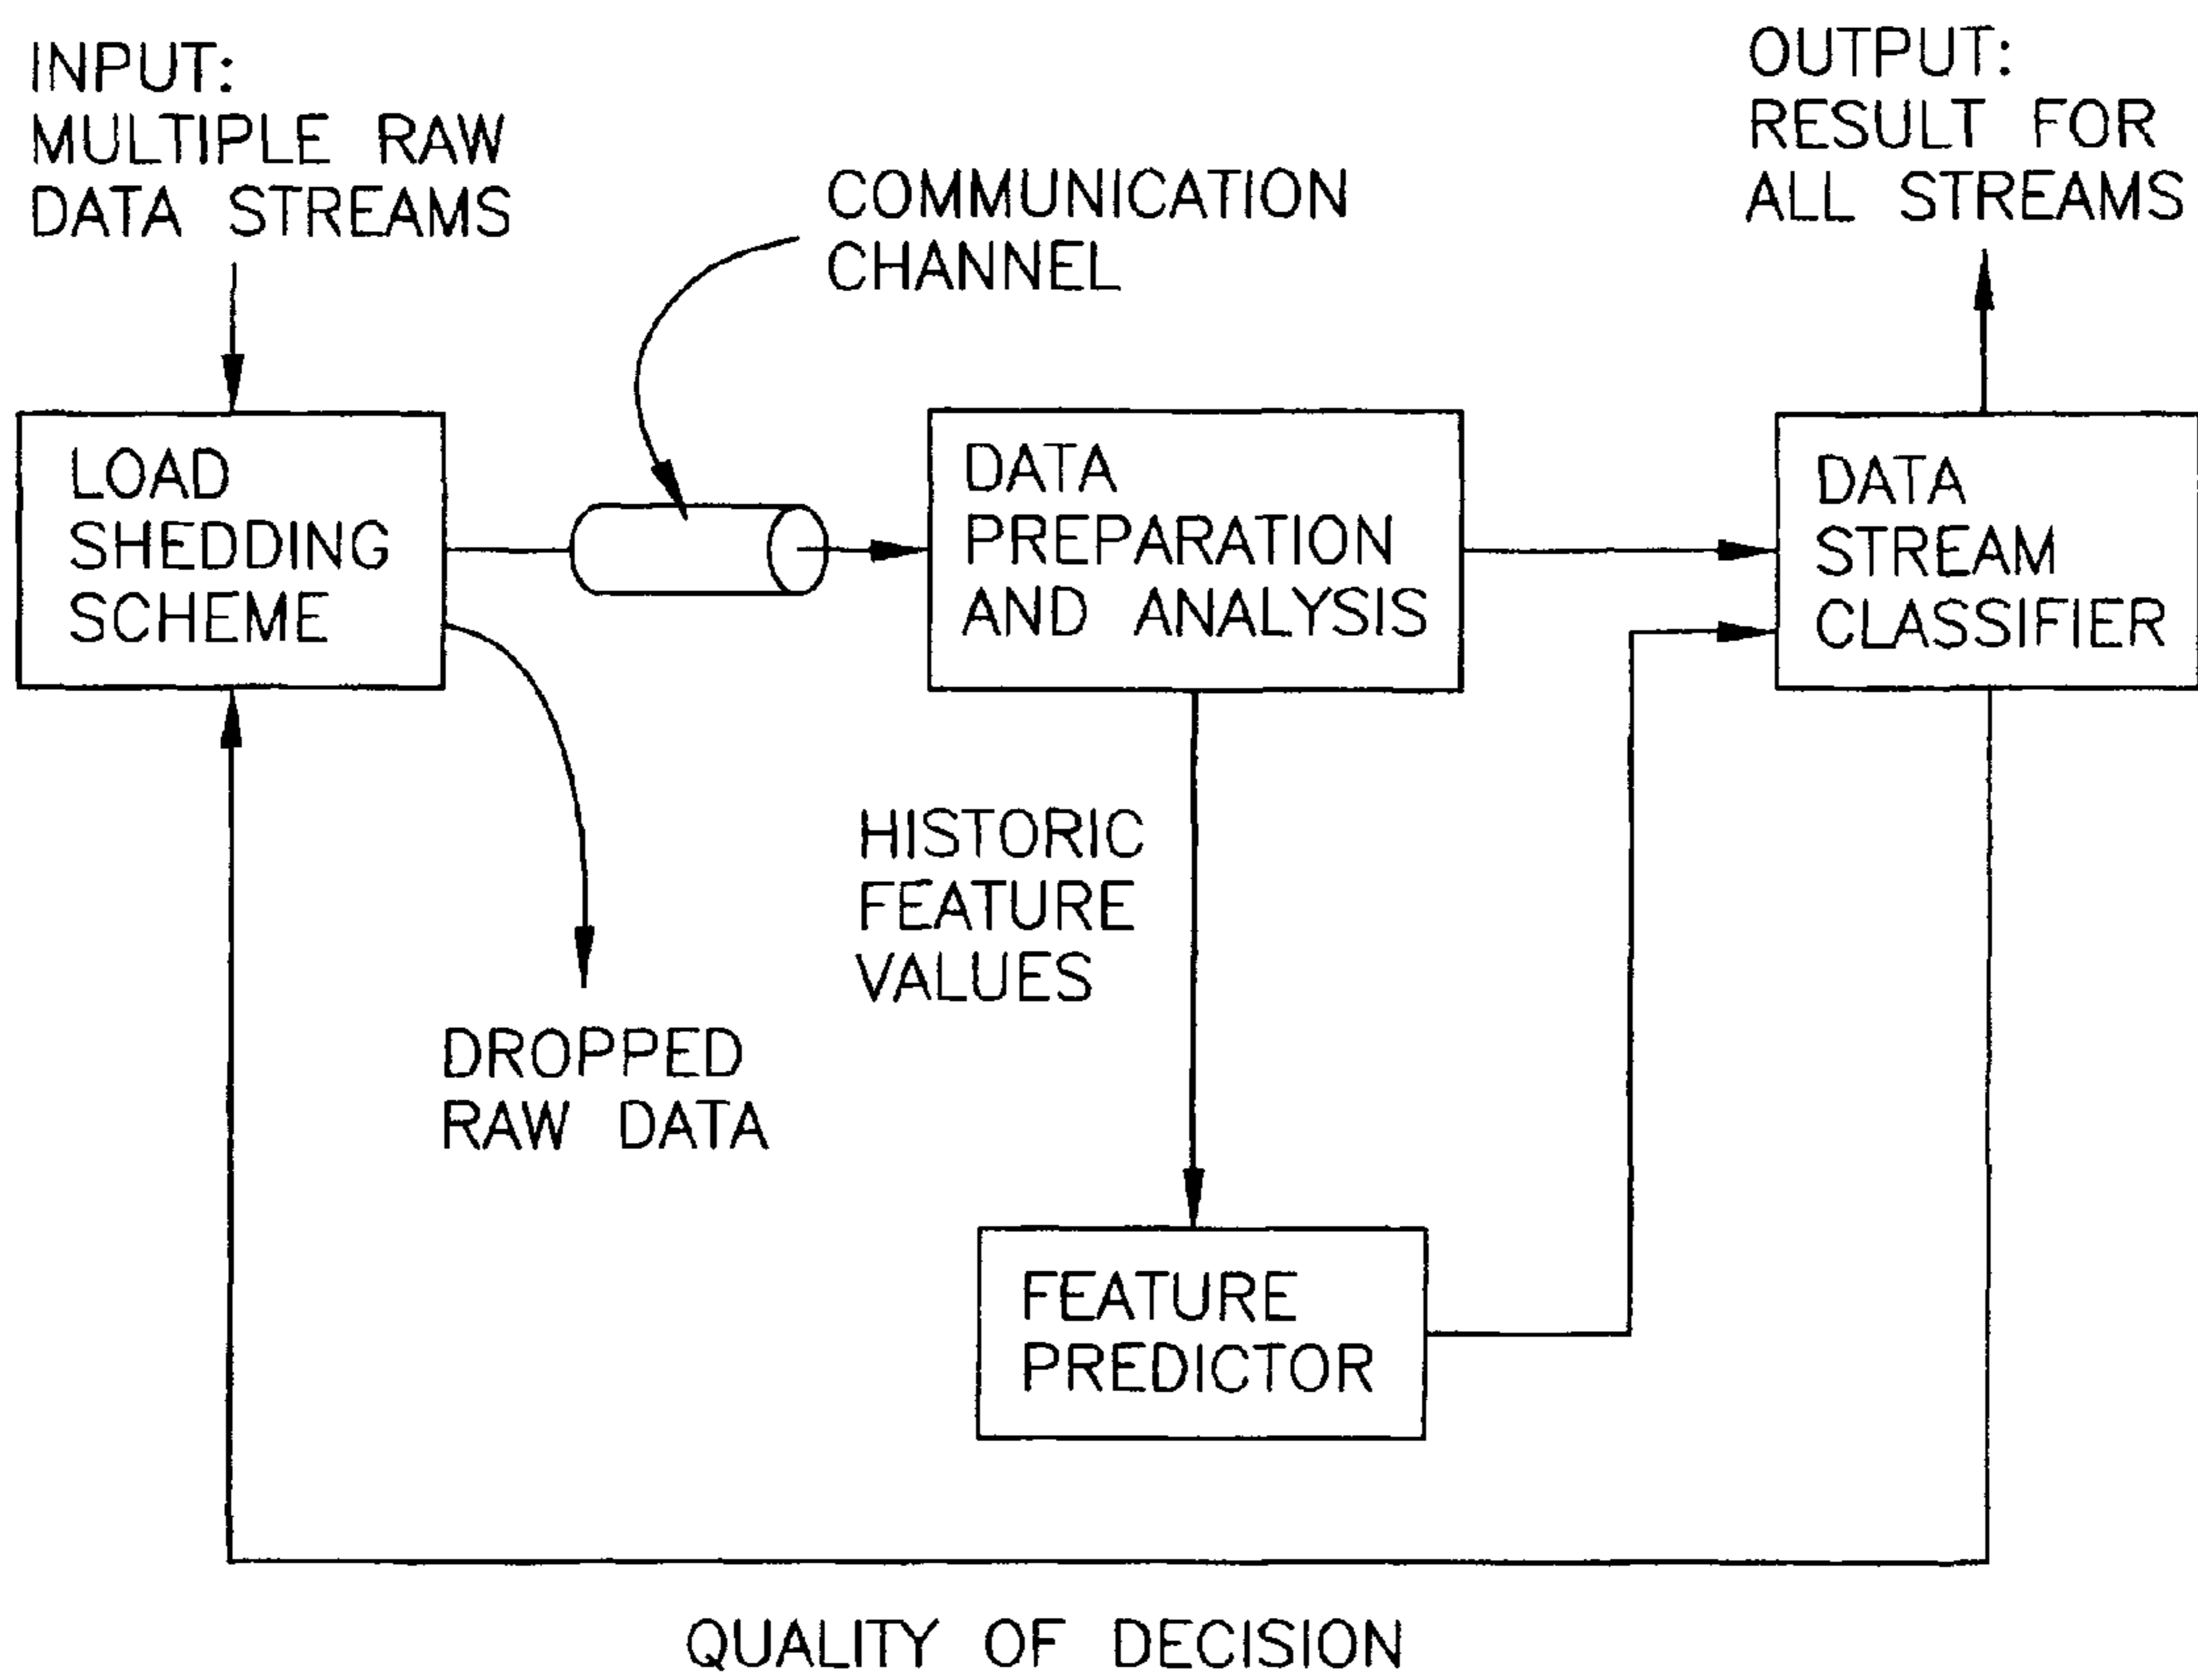 INPUT:
MULTIPLE RAW
DATA STREAMS
COMMUNICATION
CHANNEL
OUTPUT:
RESULT FOR
ALL STREAMS
LOAD
SHEDDING
SCHEME
DATA
PREPARATION
AND ANALYSIS
DATA
STREAM
CLASSIFIER
HISTORIC
FEATURE
VALUES
DROPPED
RAW DATA
FEATURE
PREDICTOR
QUALITY OF DECISION